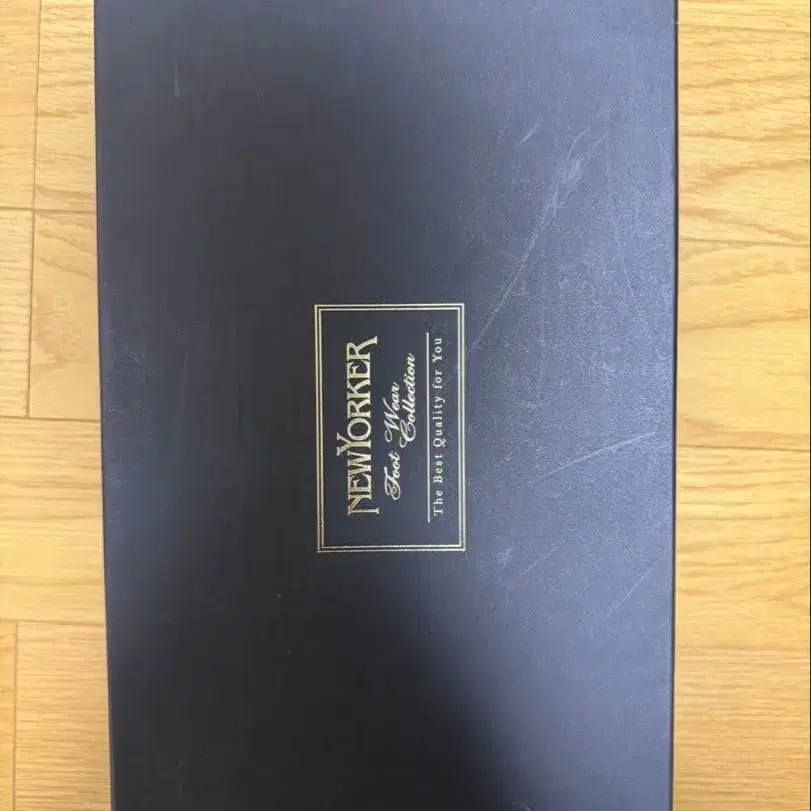 NEWYORKER
Foot Wear
Collection
The Best Quality for You